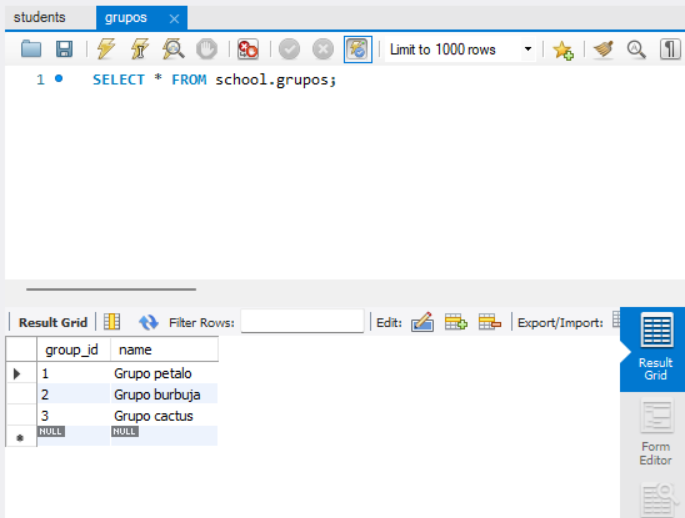 students grupos
Limit to 1000 rows
1 SELECT * FROM school.grupos;
Result Grid Filter Rows: Edit: Export/Import:
group_id name
1 Grupo petalo
2 Grupo burbuja
3 Grupo cactus
NULL NULL
Result
Grid
Form
Editor